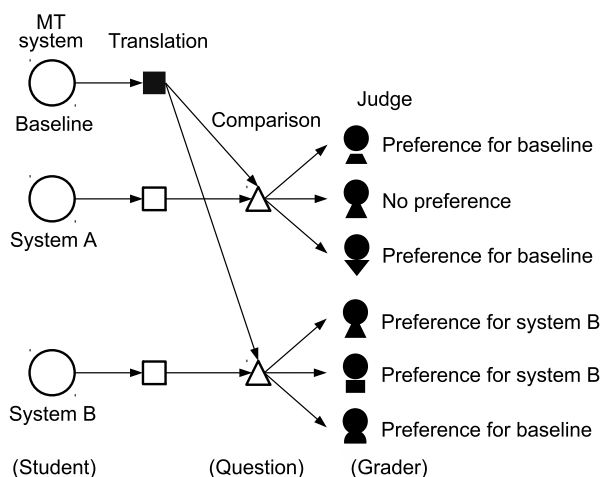 MT
system
Translation
Baseline
Comparison
Judge
Preference for baseline
No preference
Preference for baseline
System A
Preference for system B
Preference for system B
Preference for baseline
System B
(Student)
(Question)
(Grader)